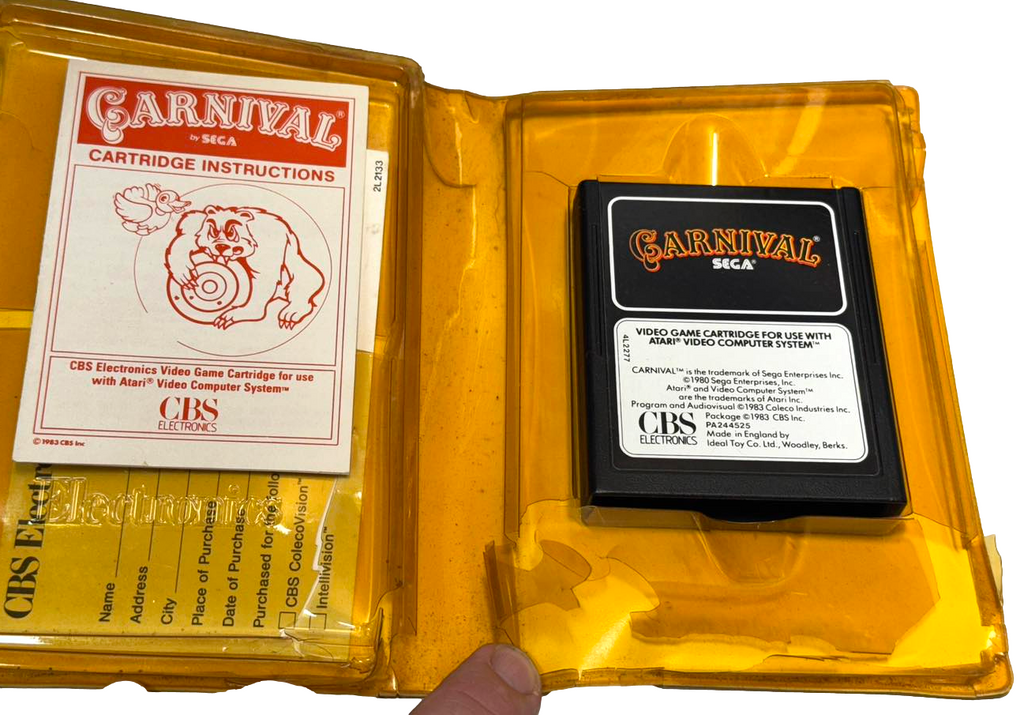 CARNIVAL®
by SEGA
CARTRIDGE INSTRUCTIONS
CBS Electronics Video Game Cartridge for use
with Atari® Video Computer System™
CBS
ELECTRONICS
© 1983 CBS Inc
2L2133
Electronics
CBS Electr
Name
Address
City
Place of Purchase
Date of Purchase
Purchased for the follo
CBS ColecoVision™
Intellivision™
CARNIVAL®
SEGA®
VIDEO GAME CARTRIDGE FOR USE WITH
ATARI® VIDEO COMPUTER SYSTEM™
4L2277
CARNIVAL™ is the trademark of Sega Enterprises Inc.
©1980 Sega Enterprises, Inc.
Atari® and Video Computer System™
are the trademarks of Atari Inc.
Program and Audiovisual ©1983 Coleco Industries Inc.
Package ©1983 CBS Inc.
PA244525
Made in England by
Ideal Toy Co. Ltd., Woodley, Berks.
CBS
ELECTRONICS